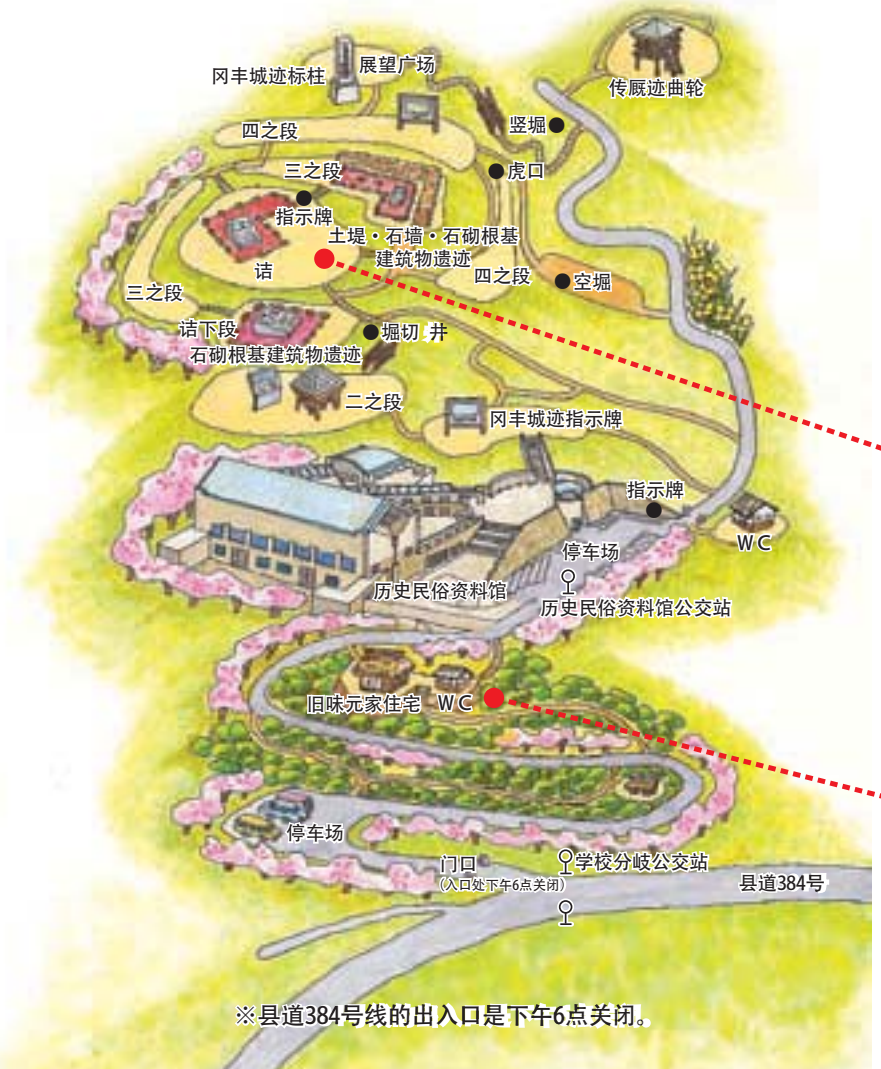 展望广场
冈丰城迹标柱
传厩迹曲轮
四之段
竖堀
三之段
虎口
指示牌
土堤・石墙・石砌根基
建筑物遗迹
诘
四之段
空堀
三之段
诘下段
堀切 井
石砌根基建筑物遗迹
二之段
冈丰城迹指示牌
指示牌
WC
停车场
历史民俗资料馆
历史民俗资料馆公交站
旧味元家住宅 WC
停车场
门口
(入口处下午6点关闭)
学校分岐公交站
县道384号
※县道384号线的出入口是下午6点关闭。